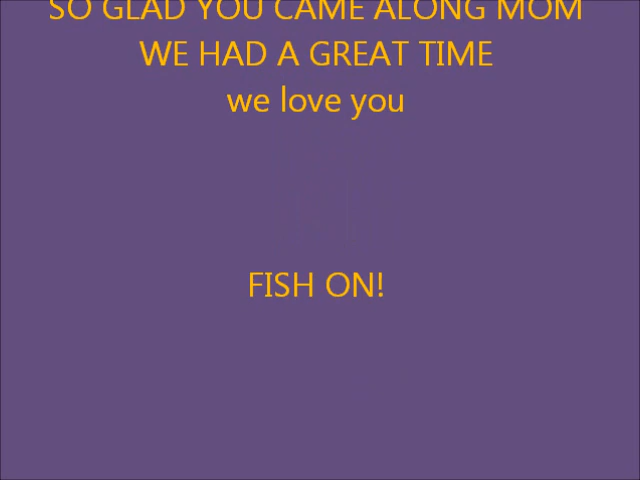 SO GLAD YOU CAME ALONG MOM
WE HAD A GREAT TIME
we love you
FISH ON!